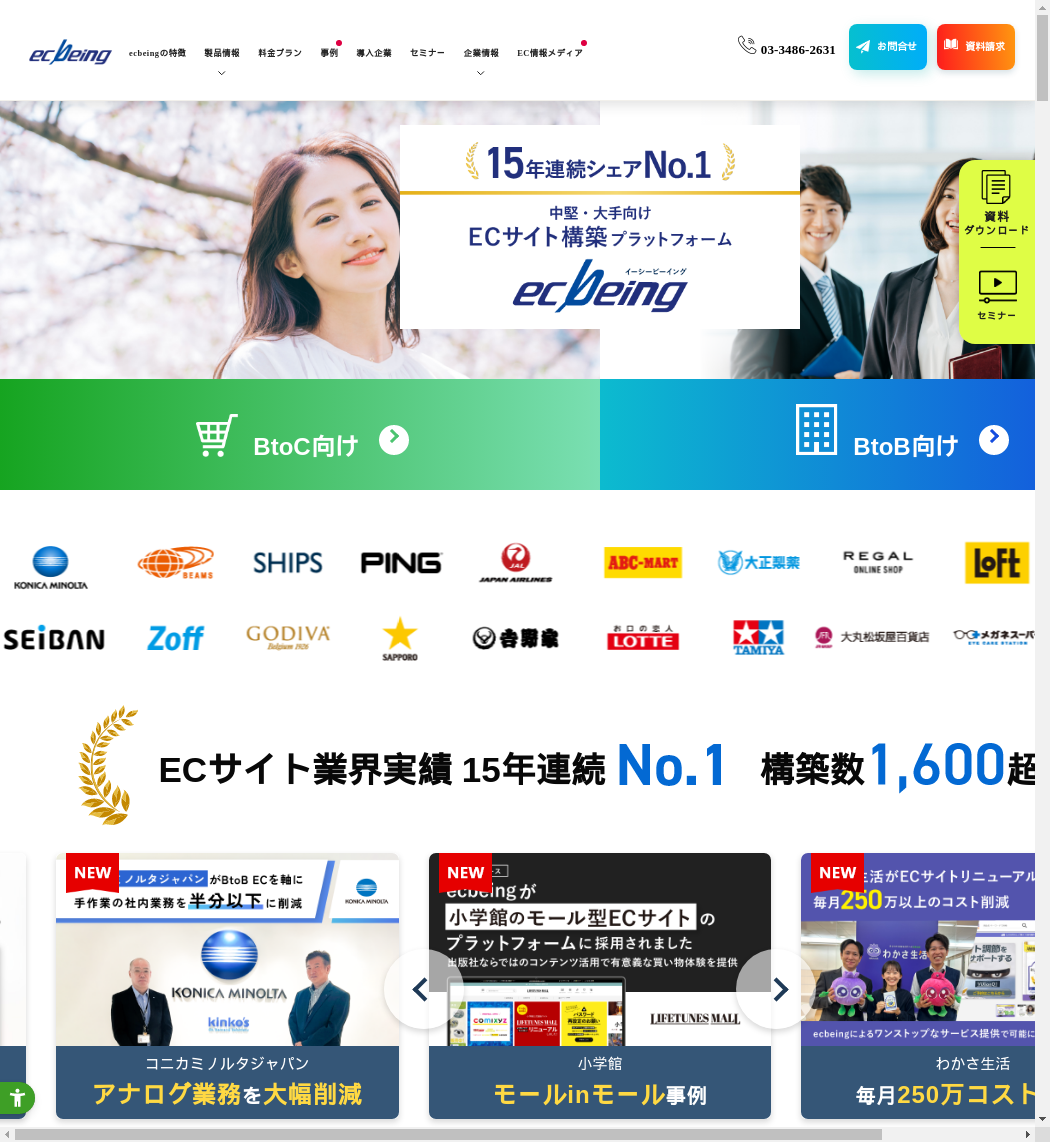 ecbeing
ecbeingの特徴
製品情報
料金プラン
事例
導入企業
セミナー
企業情報
EC情報メディア
03-3486-2631
お問合せ
資料請求
15年連続シェアNo.1
中堅・大手向け
ECサイト構築 プラットフォーム
イーシービーイング
ecbeing
資料
ダウンロード
セミナー
BtoC向け
BtoB向け
KONICA MINOLTA
BEAMS
SHIPS
PING
JAL
JAPAN AIRLINES
ABC-MART
大正製薬
REGAL
ONLINE SHOP
LoFt
SEIBAN
Zoff
GODIVA
Belgium 1926
SAPPORO
吉野家
お口の恋人
LOTTE
TAMIYA
大丸松坂屋百貨店
メガネスーパ
ECサイト業界実績 15年連続 No.1 構築数1,600超
NEW
ノルタジャパンがBtoB ECを軸に
手作業の社内業務を半分以下に削減
KONICA MINOLTA
KONICA MINOLTA
kinko's
コニカミノルタジャパン
アナログ業務を大幅削減
NEW
ecbeingが
小学館のモール型ECサイトの
プラットフォームに採用されました
出版社ならではのコンテンツ活用で有意義な買い物体験を提供
comixyz
LIFETUNES MALL
LIFETUNES MALL
小学館
モールinモール事例
NEW
生活がECサイトリニューアル
毎月250万以上のコスト削減
わかさ生活
ecbeingによるワンストップなサービス提供で可能に
わかさ生活
毎月250万コスト